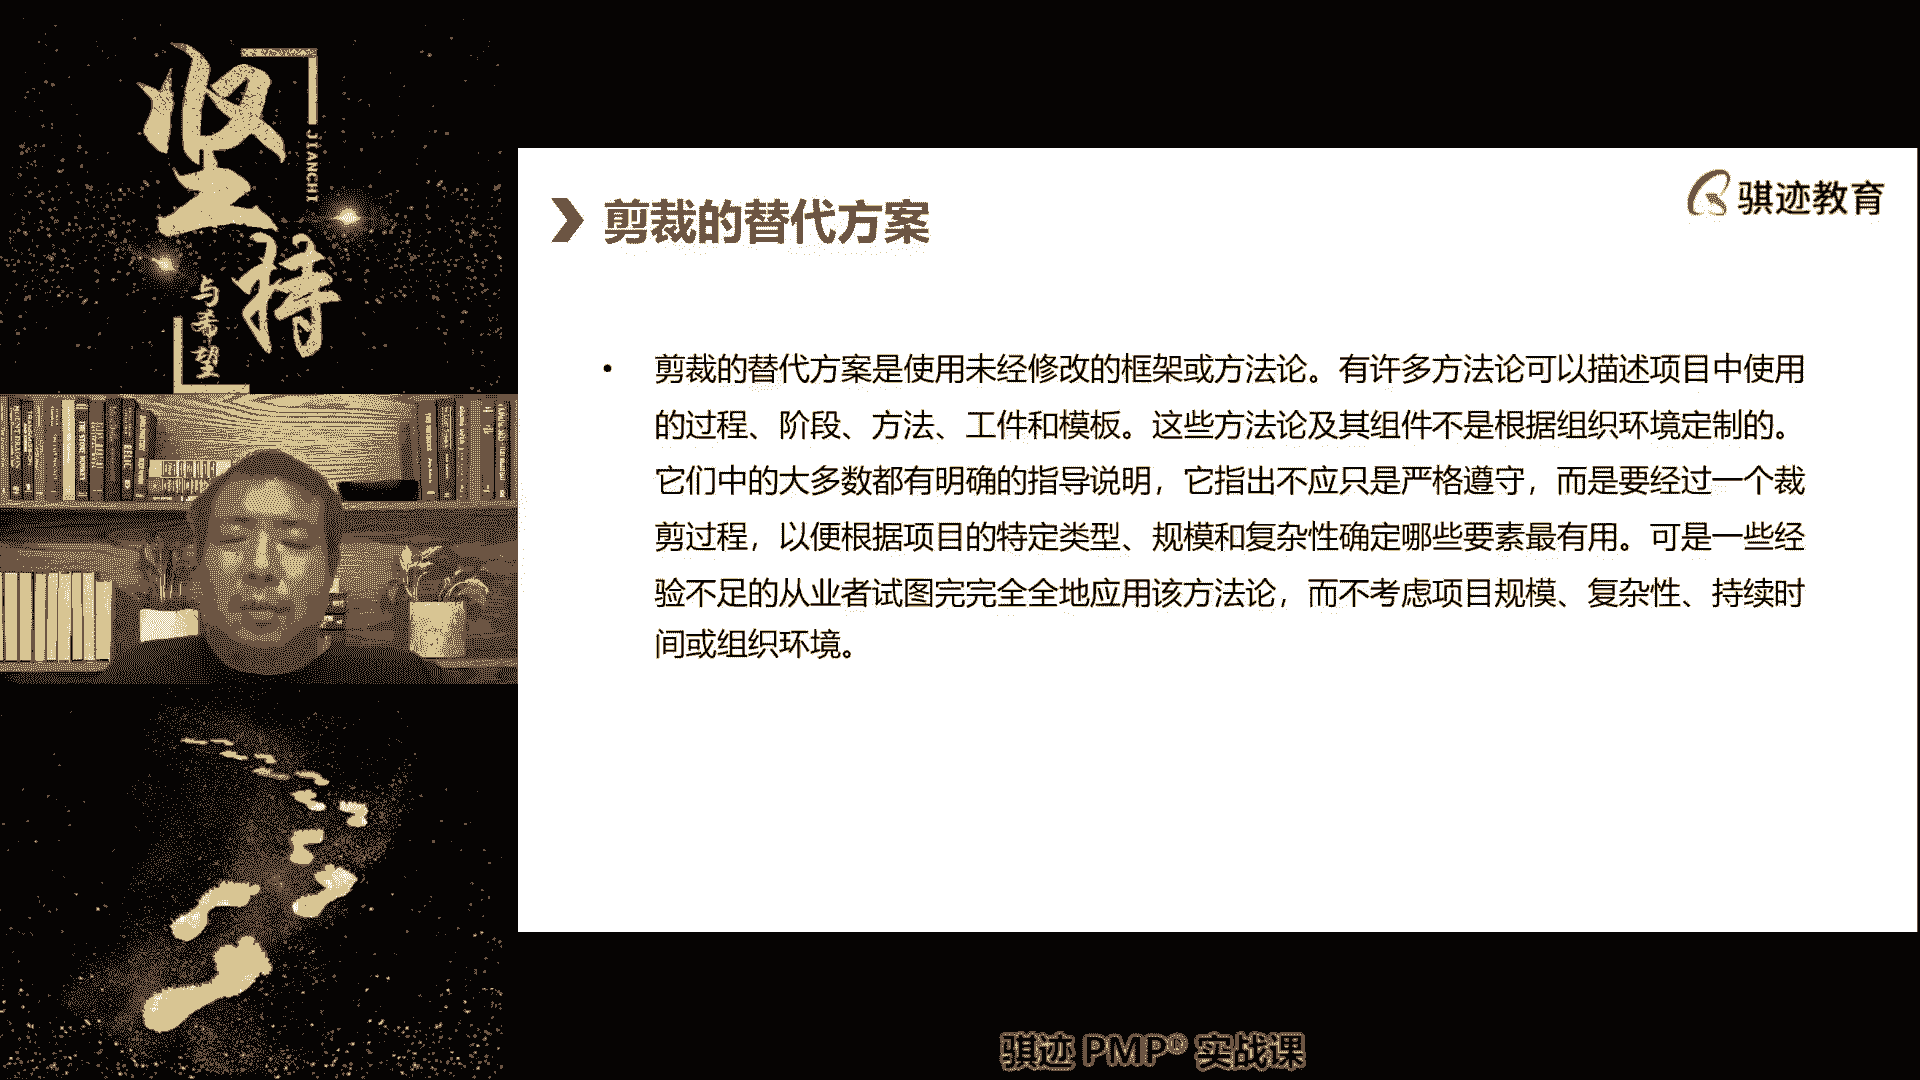 坚持
JIANCHI
与希望
骐迹教育
剪裁的替代方案
• 剪裁的替代方案是使用未经修改的框架或方法论。有许多方法论可以描述项目中使用
的过程、阶段、方法、工件和模板。这些方法论及其组件不是根据组织环境定制的。
它们中的大多数都有明确的指导说明，它指出不应只是严格遵守，而是要经过一个裁
剪过程，以便根据项目的特定类型、规模和复杂性确定哪些要素最有用。可是一些经
验不足的从业者试图完完全全地应用该方法论，而不考虑项目规模、复杂性、持续时
间或组织环境。
骐迹 PMP® 实战课